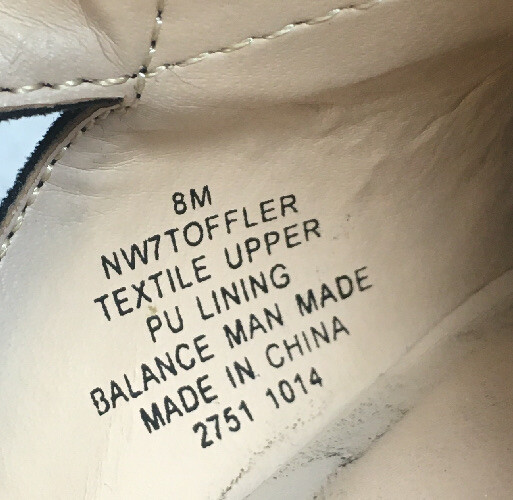 8M
NW7TOFFLER
TEXTILE UPPER
PU LINING
BALANCE MAN MADE
MADE IN CHINA
2751 1014